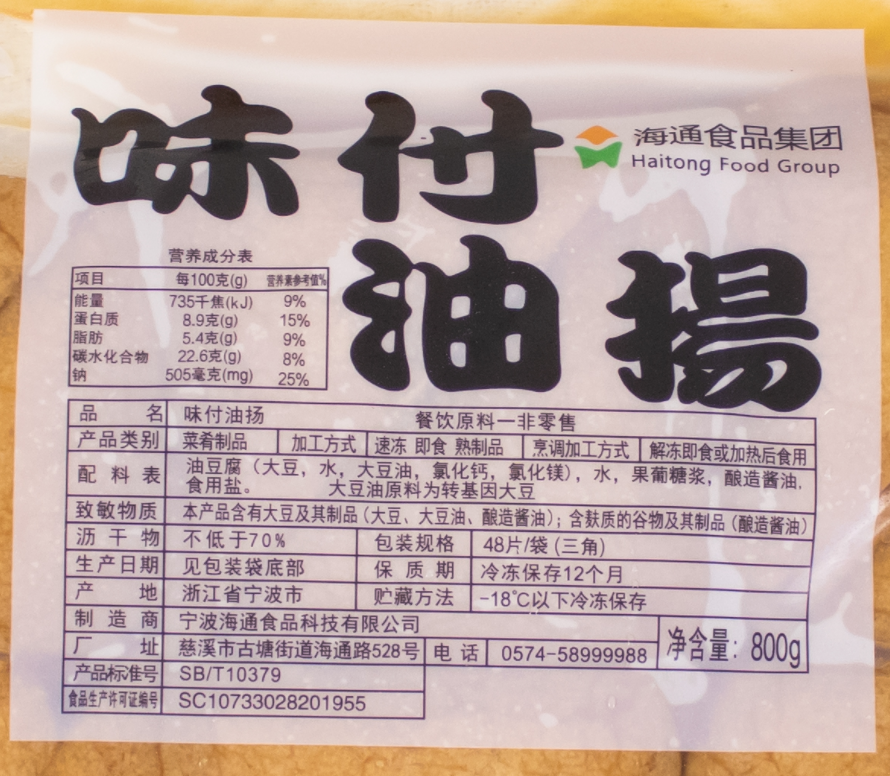 味付
油揚
海通食品集团
Haitong Food Group
营养成分表
项目 每100克(g) 营养素参考值%
能量 735千焦(kJ) 9%
蛋白质 8.9克(g) 15%
脂肪 5.4克(g) 9%
碳水化合物 22.6克(g) 8%
钠 505毫克(mg) 25%
品名 味付油扬 餐饮原料一非零售
产品类别 菜肴制品 加工方式 速冻 即食 熟制品 烹调加工方式 解冻即食或加热后食用
配料表 油豆腐（大豆，水，大豆油，氯化钙，氯化镁），水，果葡糖浆，酿造酱油，
食用盐。 大豆油原料为转基因大豆
致敏物质 本产品含有大豆及其制品（大豆、大豆油、酿造酱油）；含麸质的谷物及其制品（酿造酱油）
沥干物 不低于70% 包装规格 48片/袋（三角）
生产日期 见包装袋底部 保质期 冷冻保存12个月
产地 浙江省宁波市 贮藏方法 -18℃以下冷冻保存
制造商 宁波海通食品科技有限公司
厂址 慈溪市古塘街道海通路528号 电话 0574-58999988 净含量：800g
产品标准号 SB/T10379
食品生产许可证编号 SC10733028201955